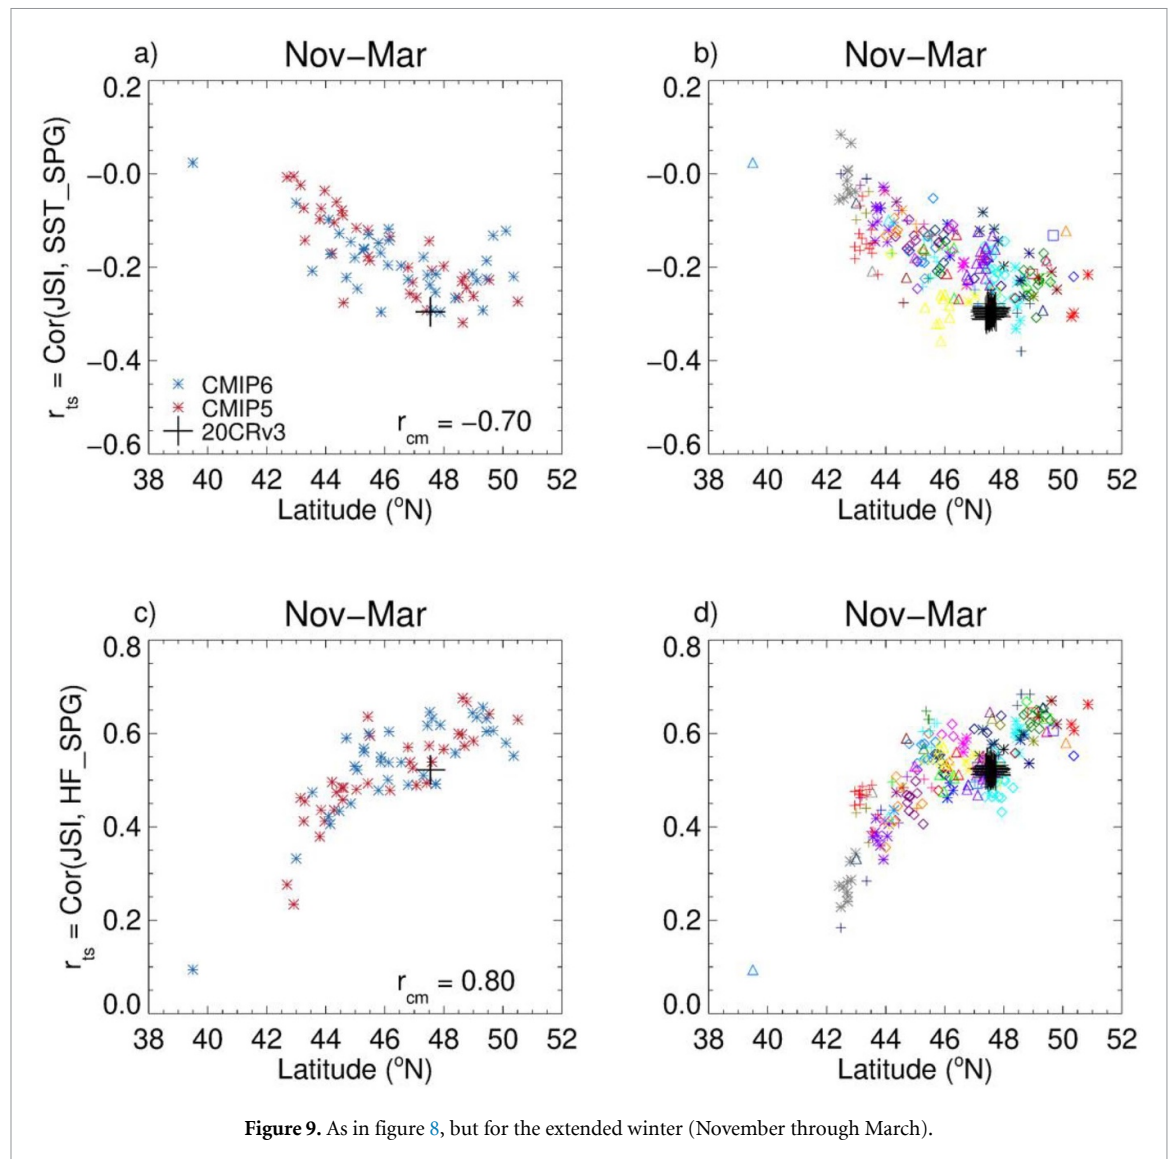 a) Nov−Mar
b) Nov−Mar
r_ts = Cor(JSI, SST_SPG)
0.2
−0.0
−0.2
−0.4
−0.6
CMIP6
CMIP5
20CRv3
r_cm = −0.70
38 40 42 44 46 48 50 52
Latitude (°N)
0.2
−0.0
−0.2
−0.4
−0.6
38 40 42 44 46 48 50 52
Latitude (°N)
c) Nov−Mar
d) Nov−Mar
r_ts = Cor(JSI, HF_SPG)
0.8
0.6
0.4
0.2
0.0
r_cm = 0.80
38 40 42 44 46 48 50 52
Latitude (°N)
0.8
0.6
0.4
0.2
0.0
38 40 42 44 46 48 50 52
Latitude (°N)
Figure 9. As in figure 8, but for the extended winter (November through March).